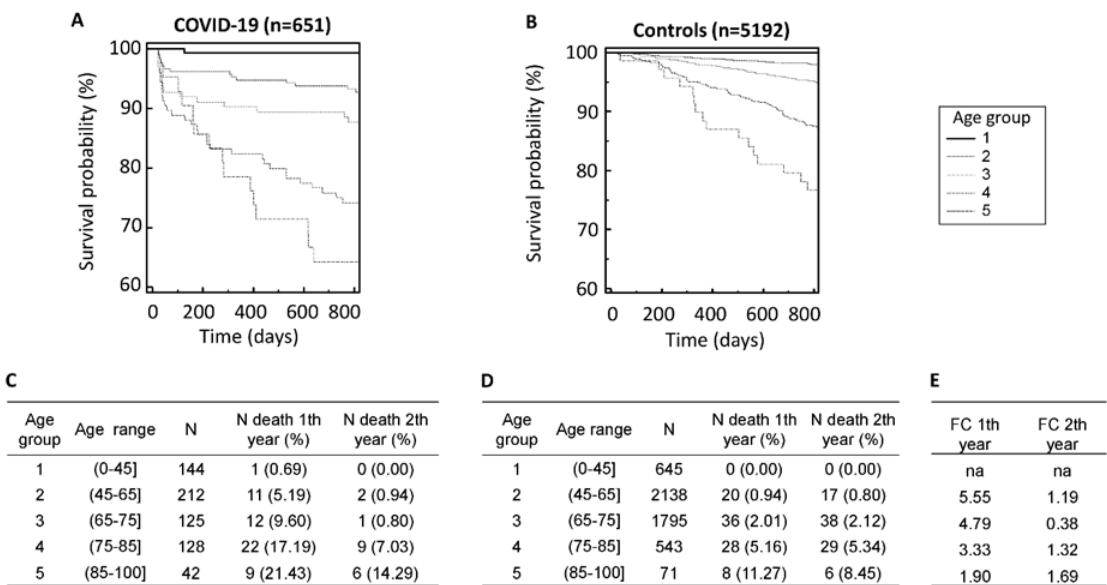 A
COVID-19 (n=651)
Survival probability (%)
100
90
80
70
60
0 200 400 600 800
Time (days)
B
Controls (n=5192)
Survival probability (%)
100
90
80
70
60
0 200 400 600 800
Time (days)
Age group
1
2
3
4
5
C
Age group Age range N N death 1th year (%) N death 2th year (%)
1 (0-45] 144 1 (0.69) 0 (0.00)
2 (45-65] 212 11 (5.19) 2 (0.94)
3 (65-75] 125 12 (9.60) 1 (0.80)
4 (75-85] 128 22 (17.19) 9 (7.03)
5 (85-100] 42 9 (21.43) 6 (14.29)
D
Age group Age range N N death 1th year (%) N death 2th year (%)
1 (0-45] 645 0 (0.00) 0 (0.00)
2 (45-65] 2138 20 (0.94) 17 (0.80)
3 (65-75] 1795 36 (2.01) 38 (2.12)
4 (75-85] 543 28 (5.16) 29 (5.34)
5 (85-100] 71 8 (11.27) 6 (8.45)
E
FC 1th year FC 2th year
na na
5.55 1.19
4.79 0.38
3.33 1.32
1.90 1.69